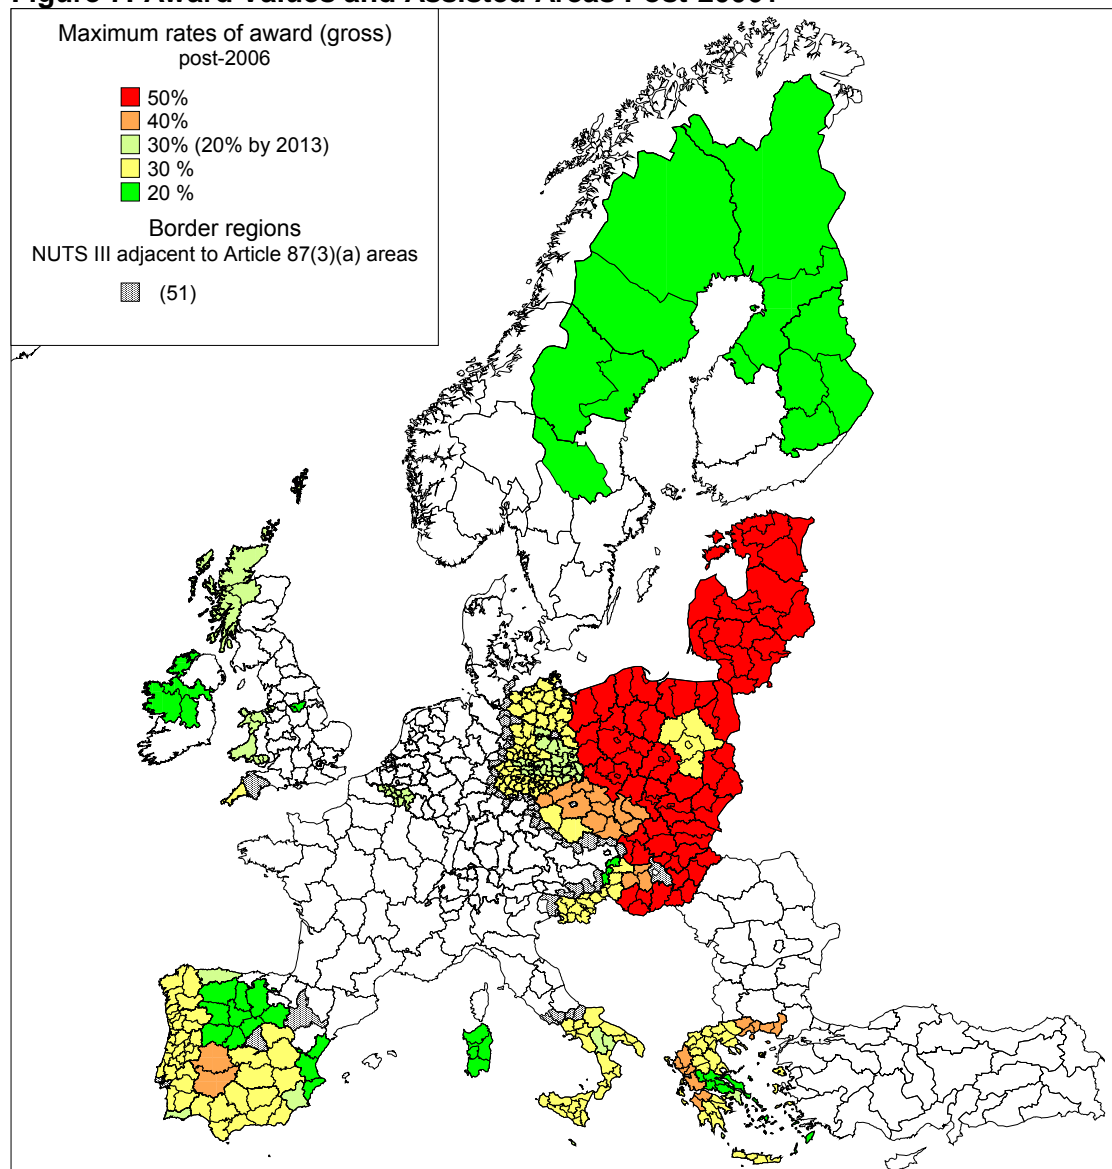 Maximum rates of award (gross)
post-2006
50%
40%
30% (20% by 2013)
30 %
20 %
Border regions
NUTS III adjacent to Article 87(3)(a) areas
(51)